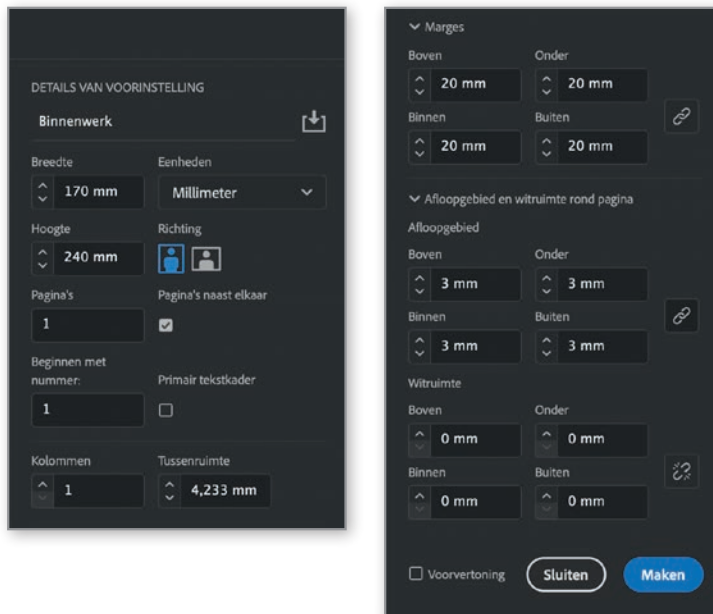 DETAILS VAN VOORINSTELLING
Binnenwerk
Breedte Eenheden
170 mm Millimeter
Hoogte Richting
240 mm
Pagina's Pagina's naast elkaar
1
Beginnen met
nummer: Primair tekstkader
1
Kolommen Tussenruimte
1 4,233 mm
Marges
Boven Onder
20 mm 20 mm
Binnen Buiten
20 mm 20 mm
Afloopgebied en witruimte rond pagina
Afloopgebied
Boven Onder
3 mm 3 mm
Binnen Buiten
3 mm 3 mm
Witruimte
Boven Onder
0 mm 0 mm
Binnen Buiten
0 mm 0 mm
Voorvertoning Sluiten Maken